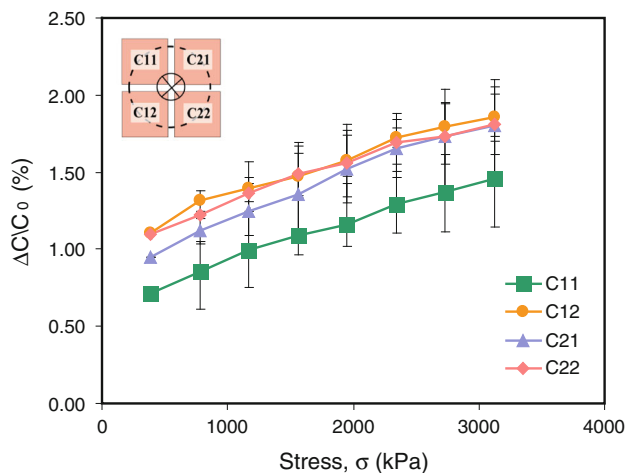 2.50
2.00
1.50
1.00
0.50
0.00
ΔC\C 0 (%)
C11 C21
C12 C22
C11
C12
C21
C22
0 1000 2000 3000 4000
Stress, σ (kPa)